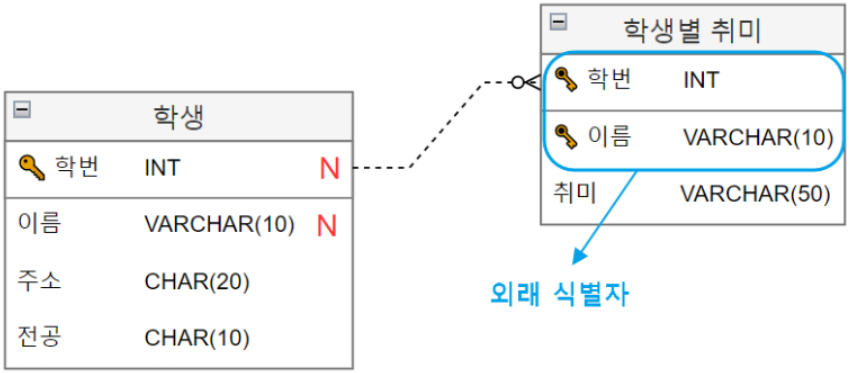 학생별 취미
학번 INT
이름 VARCHAR(10)
취미 VARCHAR(50)
외래 식별자
학생
학번 INT N
이름 VARCHAR(10) N
주소 CHAR(20)
전공 CHAR(10)